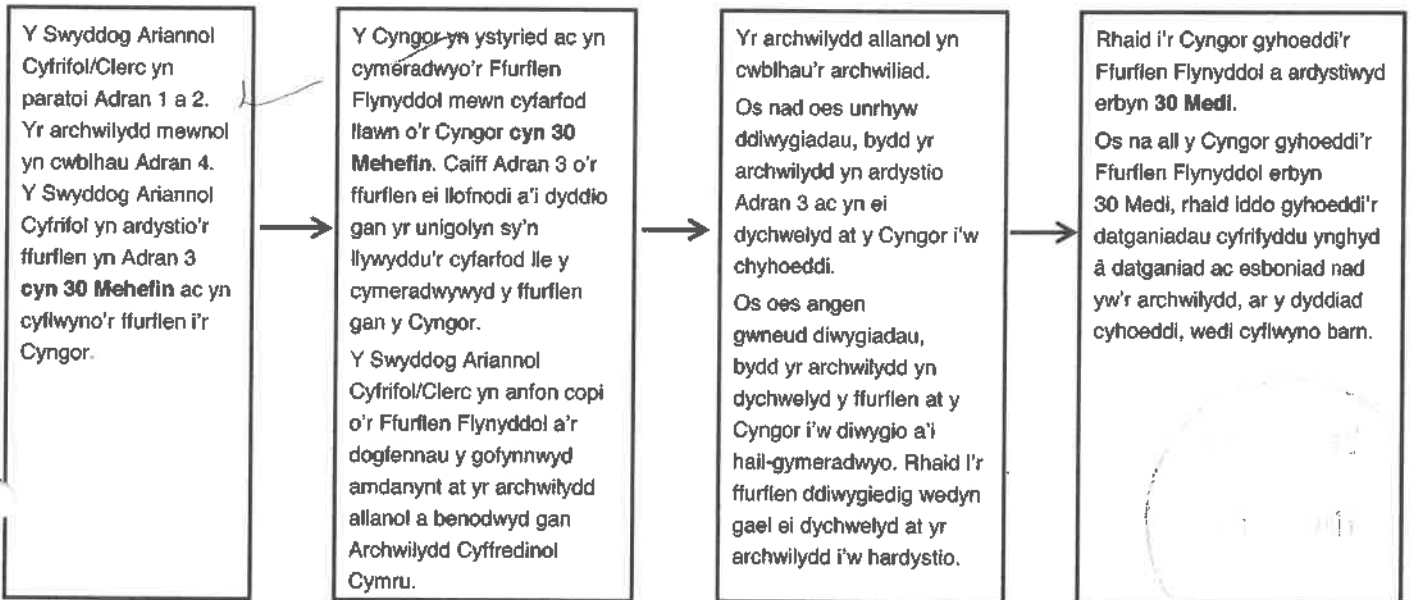 Y Swyddog Ariannol
Cyfrifol/Clerc yn
paratoi Adran 1 a 2.
Yr archwilydd mewnol
yn cwblhau Adran 4.
Y Swyddog Ariannol
Cyfrifol yn ardystio'r
ffurflen yn Adran 3
cyn 30 Mehefin ac yn
cyflwyno'r ffurflen i'r
Cyngor.
Y Cyngor yn ystyried ac yn
cymeradwyo'r Ffurflen
Flynyddol mewn cyfarfod
llawn o'r Cyngor cyn 30
Mehefin. Caiff Adran 3 o'r
ffurflen ei llofnodi a'i dyddio
gan yr unigolyn sy'n
llywyddu'r cyfarfod lle y
cymeradwywyd y ffurflen
gan y Cyngor.
Y Swyddog Ariannol
Cyfrifol/Clerc yn anfon copi
o'r Ffurflen Flynyddol a'r
dogfennau y gofynnwyd
amdanynt at yr archwilydd
allanol a benodwyd gan
Archwilydd Cyffredinol
Cymru.
Yr archwilydd allanol yn
cwblhau'r archwiliad.
Os nad oes unrhyw
ddiwygiadau, bydd yr
archwilydd yn ardystio
Adran 3 ac yn ei
dychwelyd at y Cyngor i'w
chyhoeddi.
Os oes angen
gwneud diwygiadau,
bydd yr archwilydd yn
dychwelyd y ffurflen at y
Cyngor i'w diwygio a'i
hail-gymeradwyo. Rhaid i'r
ffurflen ddiwygiedig wedyn
gael ei dychwelyd at yr
archwilydd i'w hardystio.
Rhaid i'r Cyngor gyhoeddi'r
Ffurflen Flynyddol a ardystiwyd
erbyn 30 Medi.
Os na all y Cyngor gyhoeddi'r
Ffurflen Flynyddol erbyn
30 Medi, rhaid iddo gyhoeddi'r
datganiadau cyfrifyddu ynghyd
â datganiad ac esboniad nad
yw'r archwilydd, ar y dyddiad
cyhoeddi, wedi cyflwyno barn.